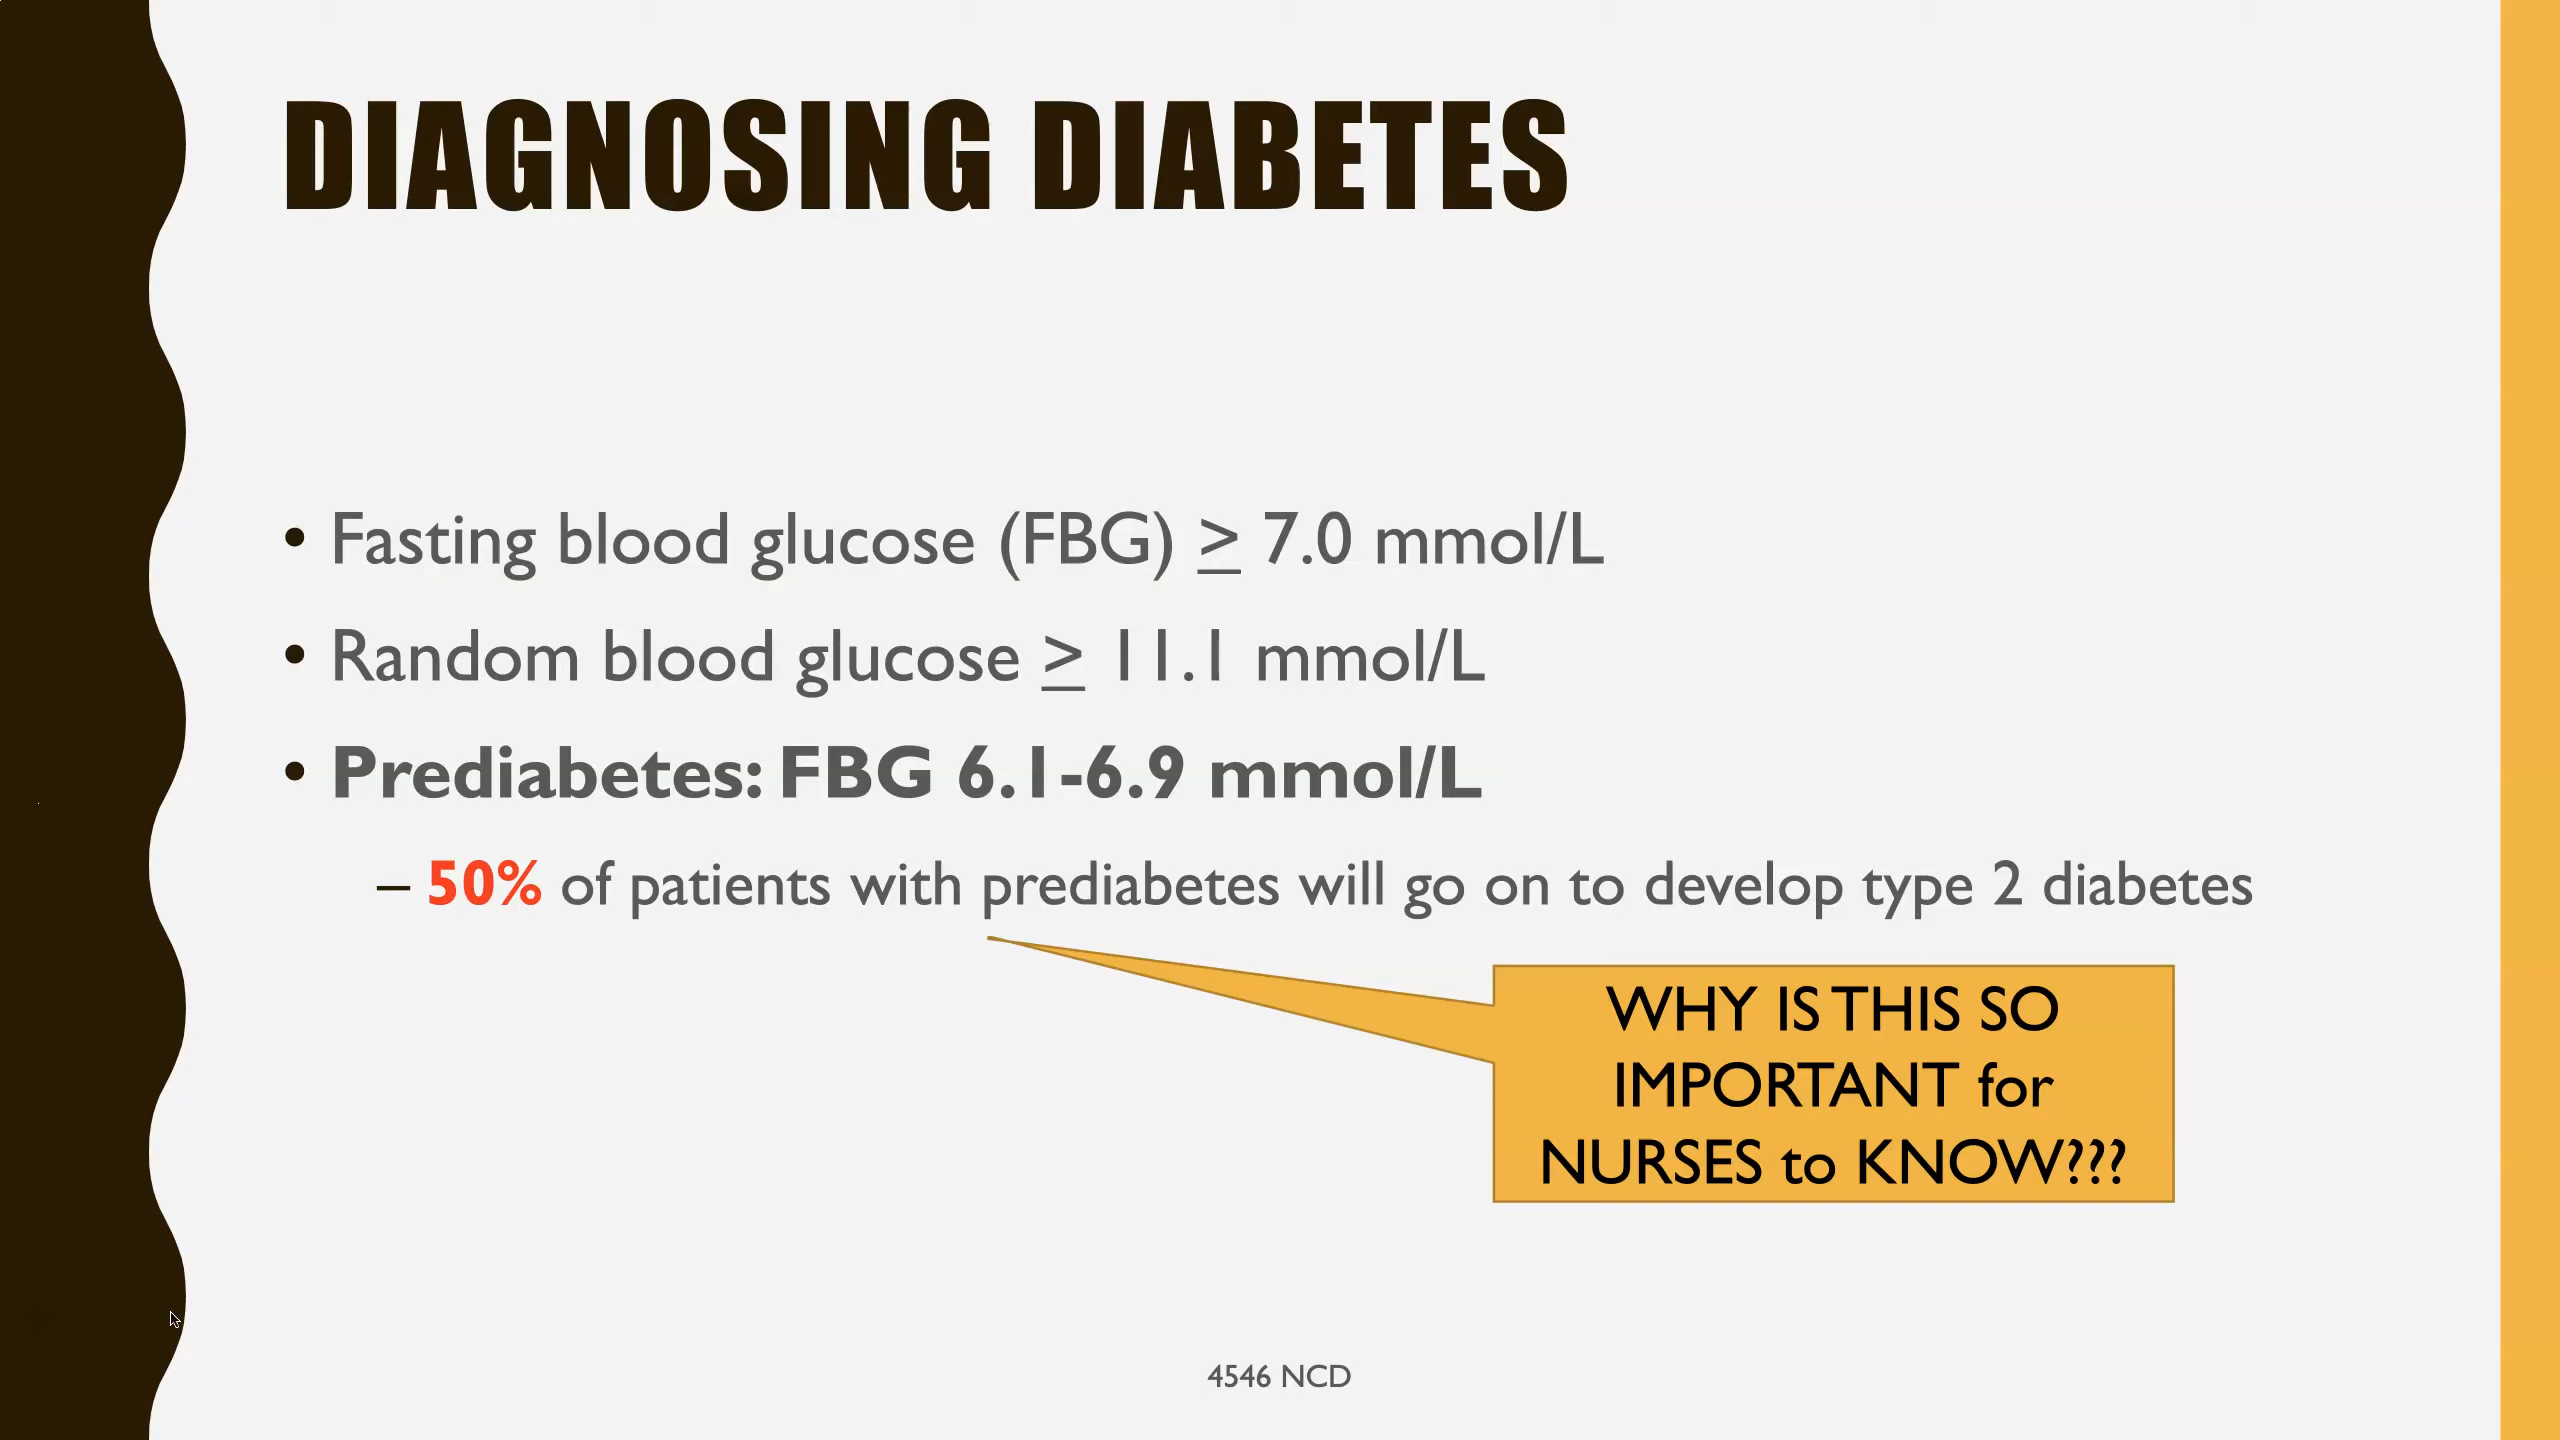 DIAGNOSING DIABETES
• Fasting blood glucose (FBG) ≥ 7.0 mmol/L
• Random blood glucose ≥ 11.1 mmol/L
• Prediabetes: FBG 6.1-6.9 mmol/L
– 50% of patients with prediabetes will go on to develop type 2 diabetes
WHY IS THIS SO
IMPORTANT for
NURSES to KNOW???
4546 NCD